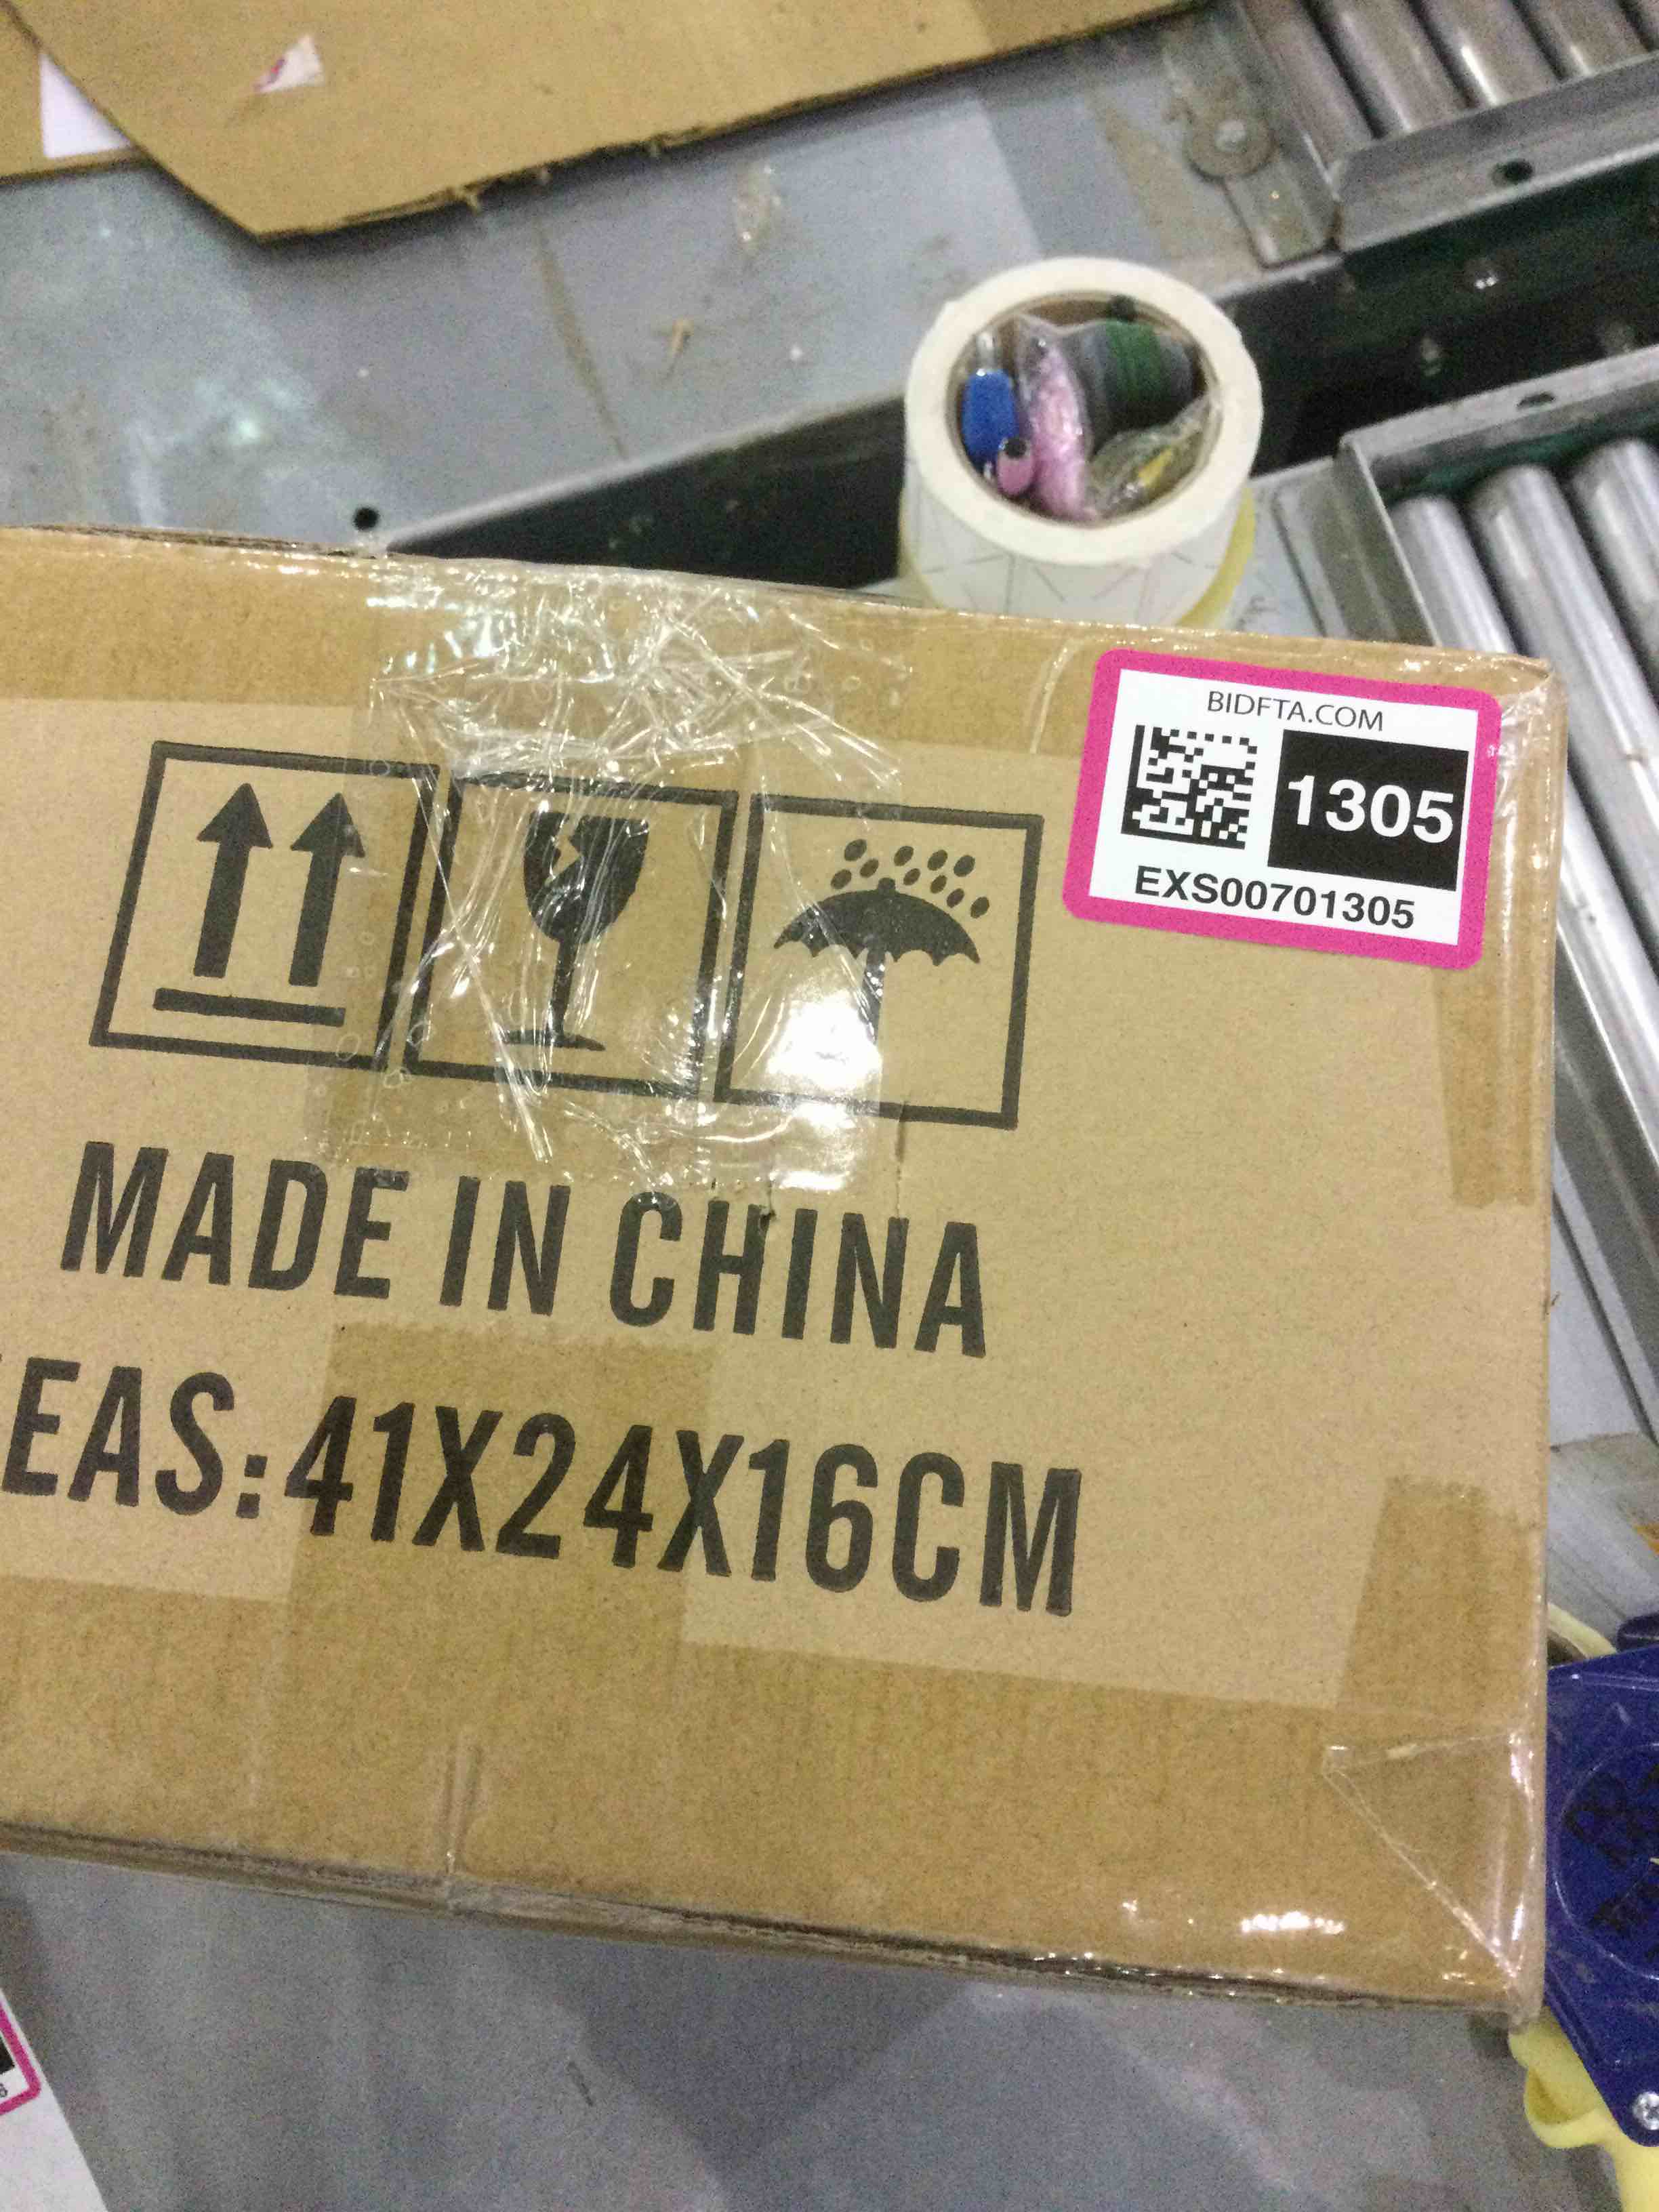 BIDFTA.COM
1305
EXS00701305
MADE IN CHINA
EAS:41X24X16CM